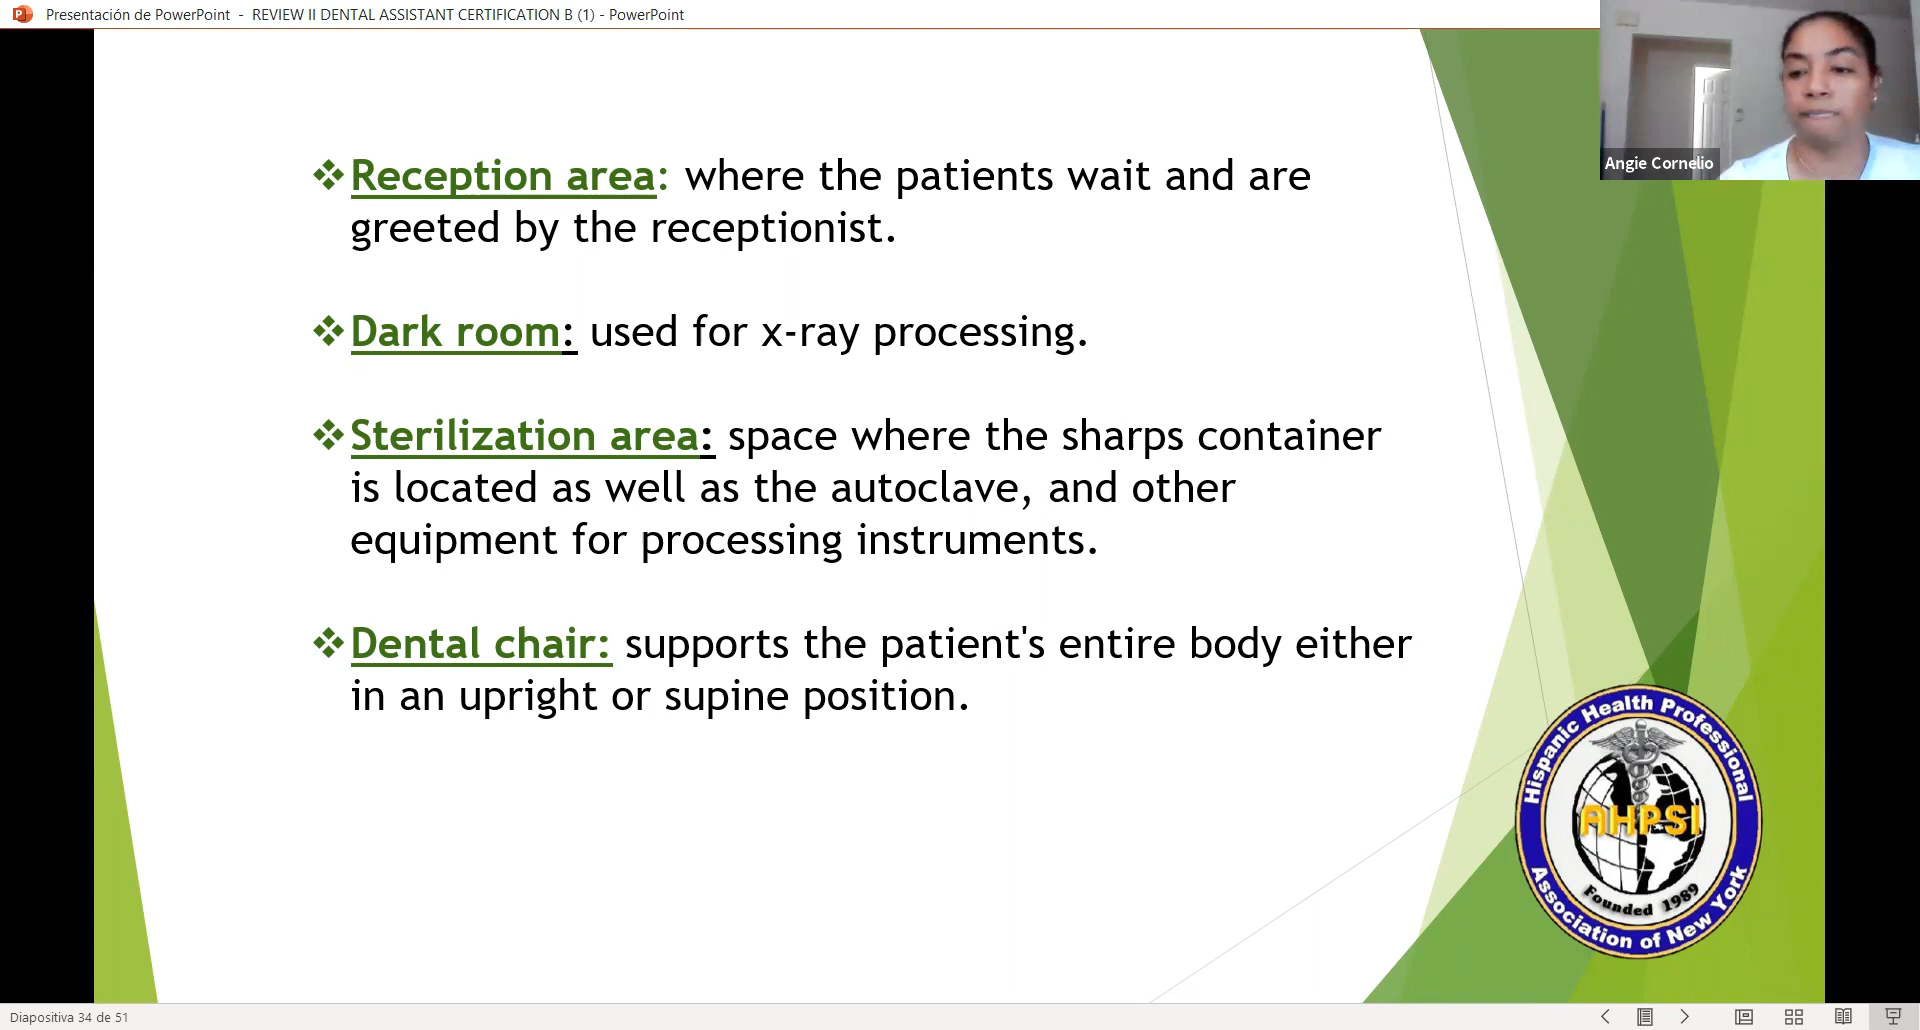 Presentación de PowerPoint - REVIEW II DENTAL ASSISTANT CERTIFICATION B (1) - PowerPoint
Angie Cornelio
Reception area: where the patients wait and are
greeted by the receptionist.
Dark room: used for x-ray processing.
Sterilization area: space where the sharps container
is located as well as the autoclave, and other
equipment for processing instruments.
Dental chair: supports the patient's entire body either
in an upright or supine position.
Hispanic Health Professional
AHPSI
Founded 1989
Association of New York
Diapositiva 34 de 51